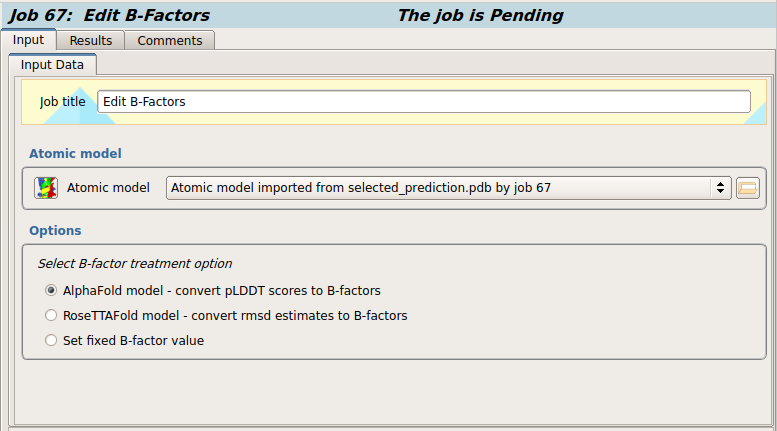 Job 67: Edit B-Factors The job is Pending
Input Results Comments
Input Data
Job title Edit B-Factors
Atomic model
Atomic model Atomic model imported from selected_prediction.pdb by job 67
Options
Select B-factor treatment option
AlphaFold model - convert pLDDT scores to B-factors
RoseTTAFold model - convert rmsd estimates to B-factors
Set fixed B-factor value